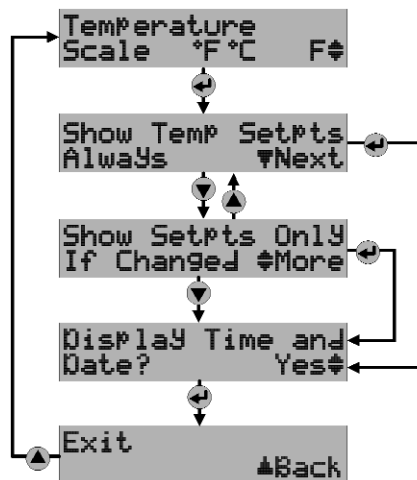 Temperature
Scale °F °C F⬍
Show Temp Setpts
Always ▼Next
Show Setpts Only
If Changed ⬍More
Display Time and
Date? Yes⬍
Exit
▲Back